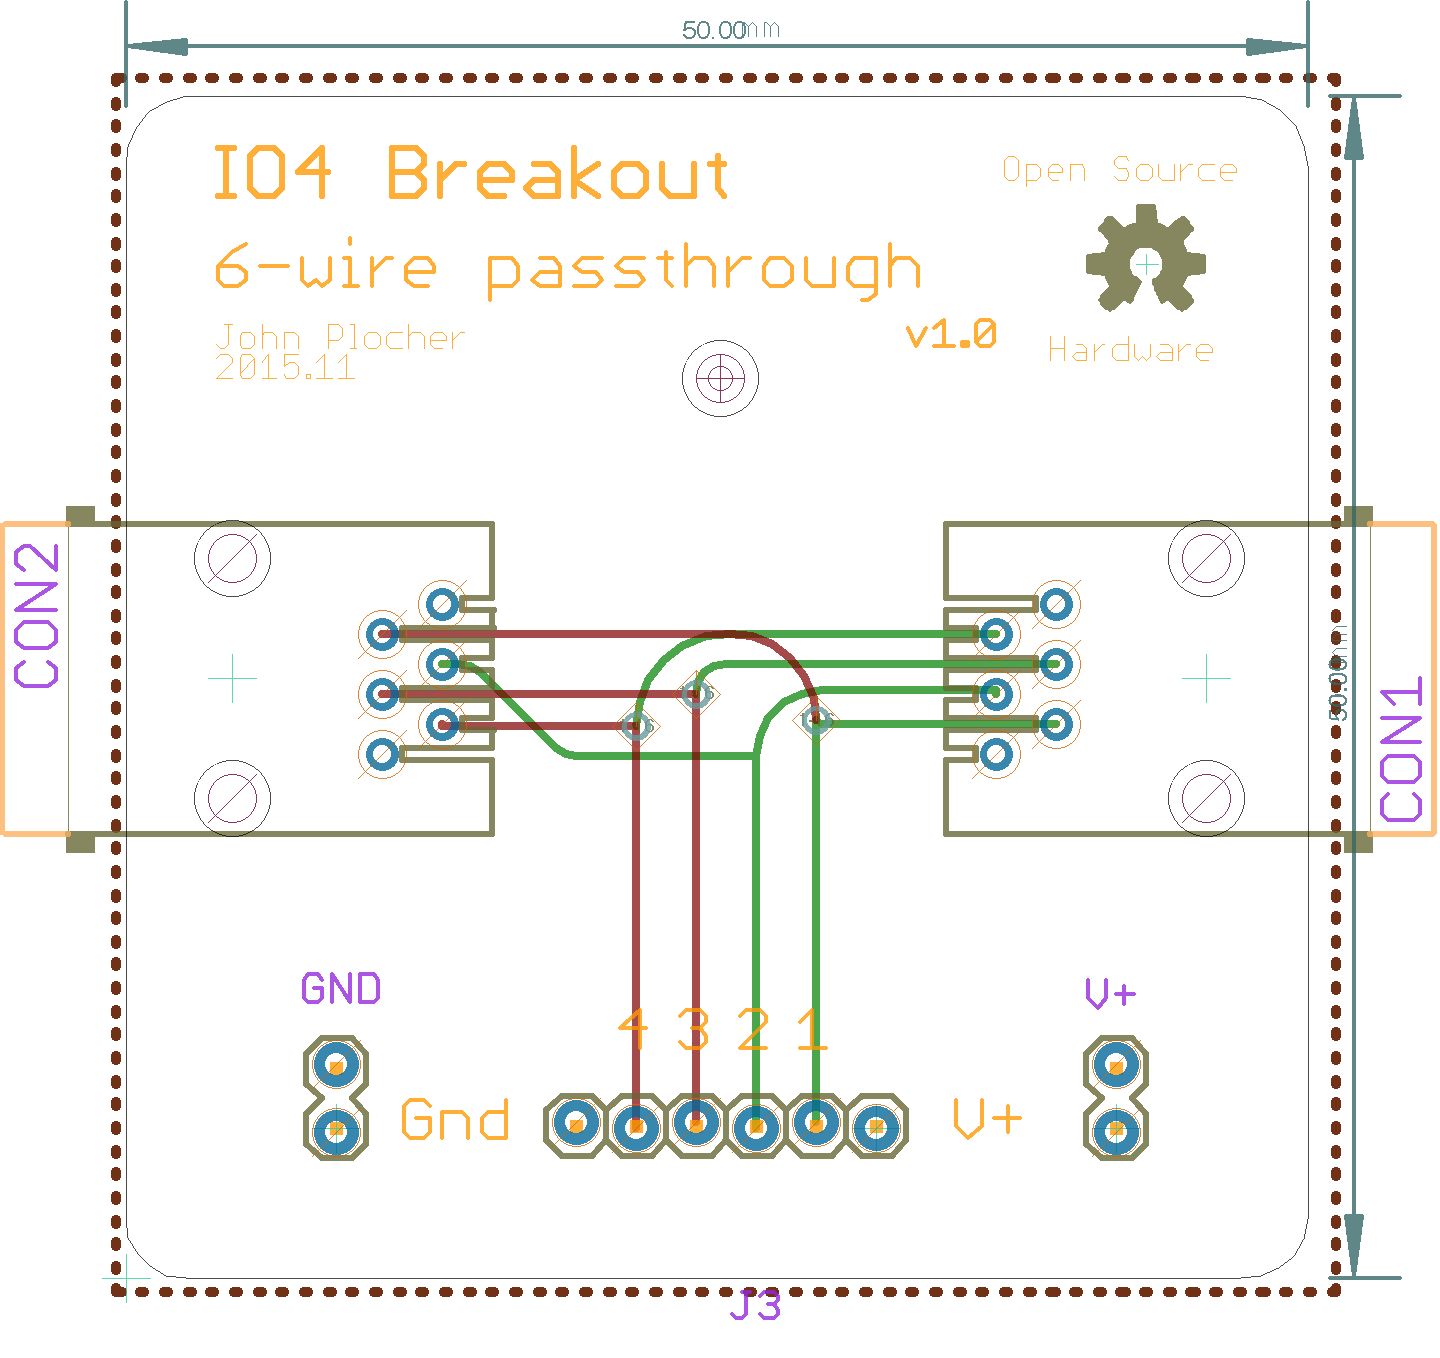 50.00mm
IO4 Breakout
Open Source
6-wire passthrough
John Plocher
v1.0
Hardware
2015.11
CON2
50.00mm
CON1
GND
V+
4 3 2 1
Gnd
V+
J3